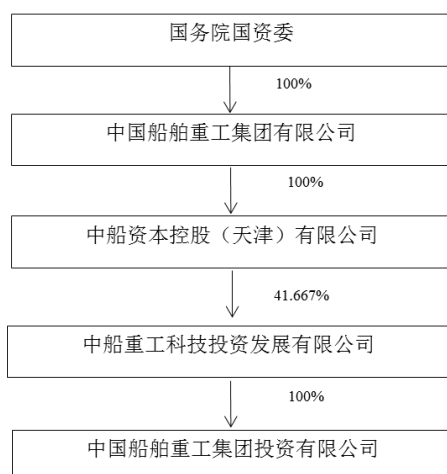 国务院国资委
100%
中国船舶重工集团有限公司
100%
中船资本控股（天津）有限公司
41.667%
中船重工科技投资发展有限公司
100%
中国船舶重工集团投资有限公司